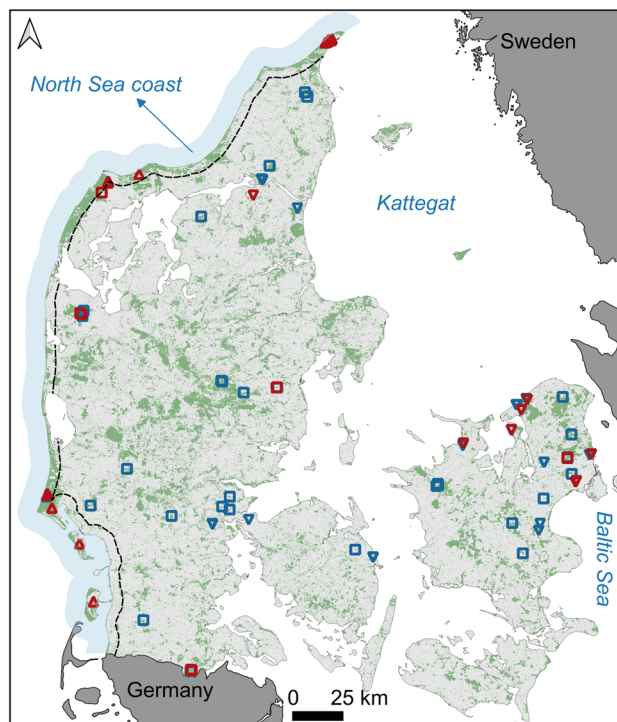 Sweden
North Sea coast
Kattegat
Baltic Sea
Germany
0 25 km